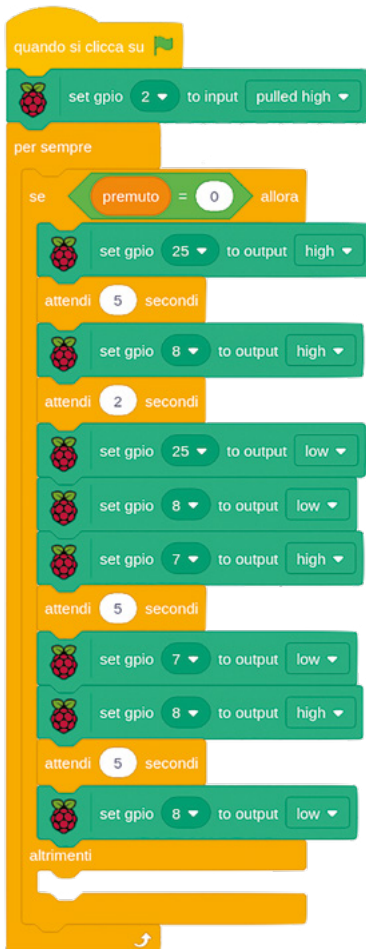 quando si clicca su
set gpio 2 to input pulled high
per sempre
se premuto = 0 allora
set gpio 25 to output high
attendi 5 secondi
set gpio 8 to output high
attendi 2 secondi
set gpio 25 to output low
set gpio 8 to output low
set gpio 7 to output high
attendi 5 secondi
set gpio 7 to output low
set gpio 8 to output high
attendi 5 secondi
set gpio 8 to output low
altrimenti